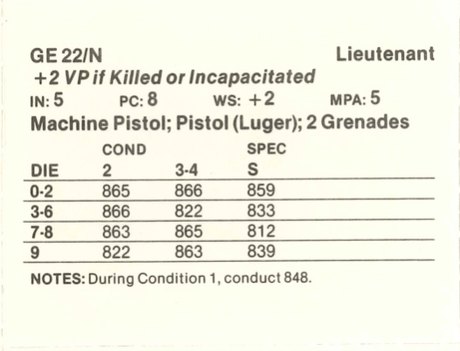 GE 22/N Lieutenant
+2 VP if Killed or Incapacitated
IN: 5 PC: 8 WS: +2 MPA: 5
Machine Pistol; Pistol (Luger); 2 Grenades
COND SPEC
DIE 2 3-4 S
0-2 865 866 859
3-6 866 822 833
7-8 863 865 812
9 822 863 839
NOTES: During Condition 1, conduct 848.